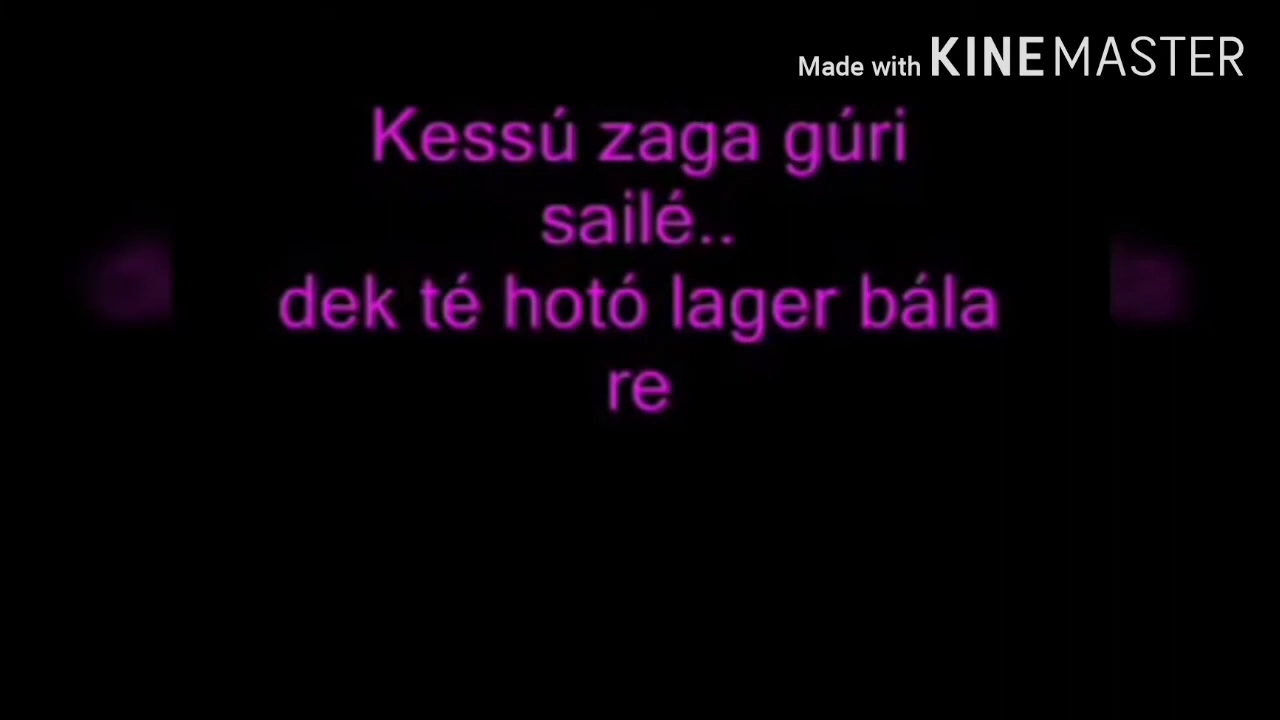 Made with KINEMASTER
Kessú zaga gúri
sailé..
dek té hotó lager bála
re